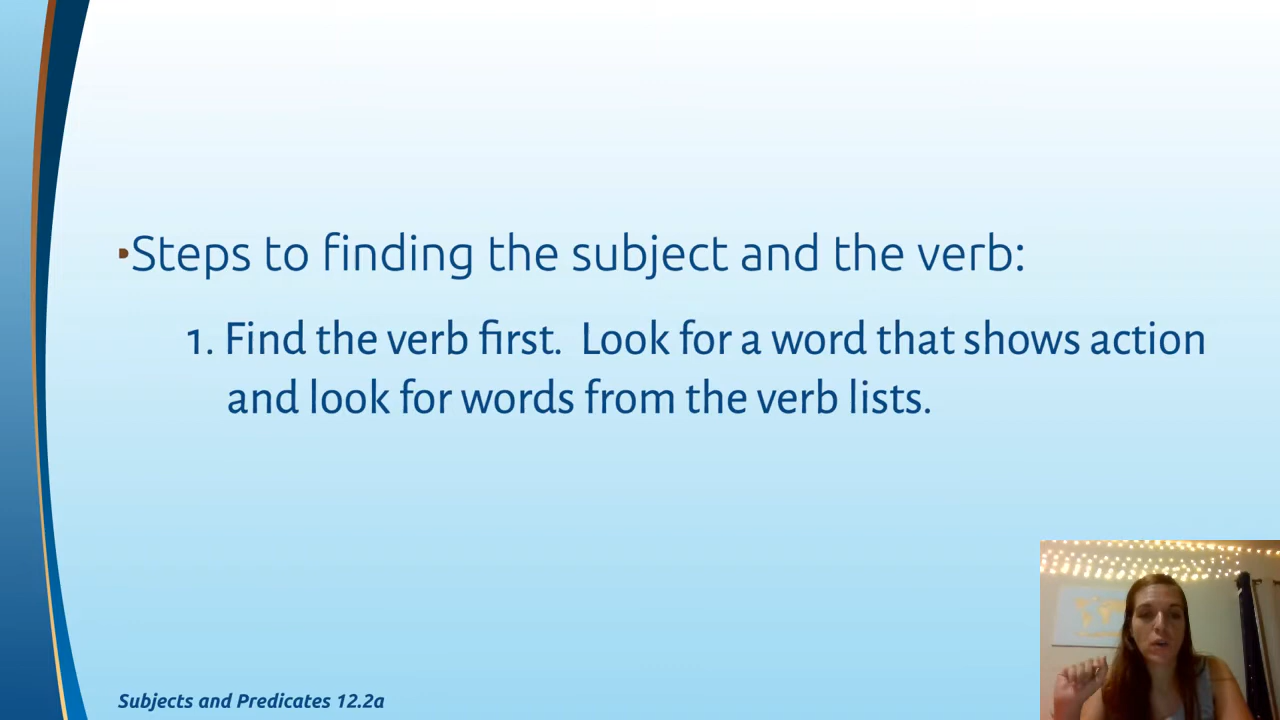 •Steps to finding the subject and the verb:
1. Find the verb first.  Look for a word that shows action
and look for words from the verb lists.
Subjects and Predicates 12.2a